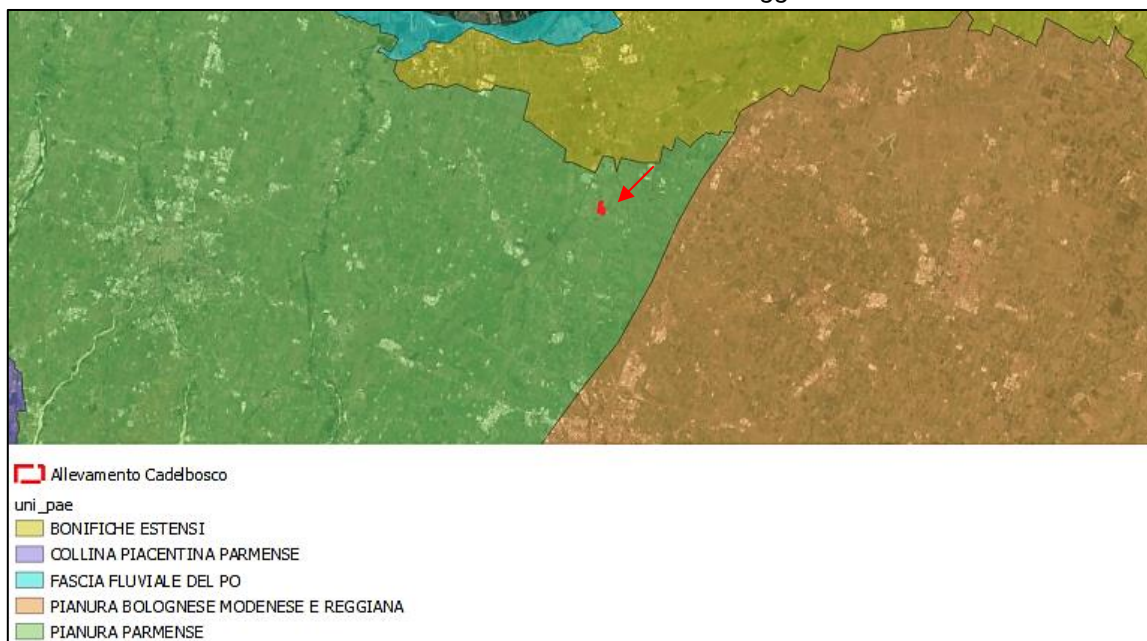 Allevamento Cadelbosco
uni_pae
BONIFICHE ESTENSI
COLLINA PIACENTINA PARMENSE
FASCIA FLUVIALE DEL PO
PIANURA BOLOGNESE MODENESE E REGGIANA
PIANURA PARMENSE